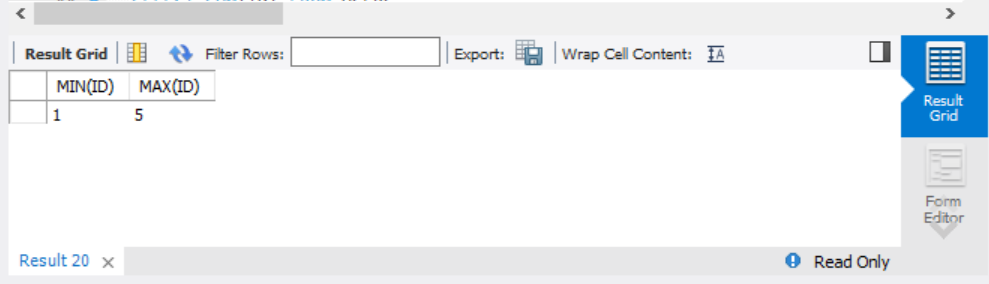 Result Grid Filter Rows: Export: Wrap Cell Content:
MIN(ID) MAX(ID)
1 5
Result
Grid
Form
Editor
Result 20 Read Only